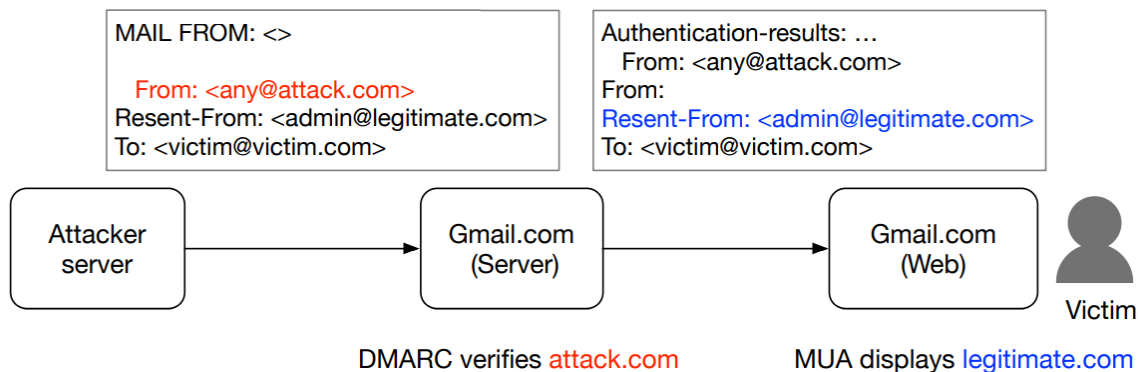 MAIL FROM: <>
From: <any@attack.com>
Resent-From: <admin@legitimate.com>
To: <victim@victim.com>
Authentication-results: …
From: <any@attack.com>
From:
Resent-From: <admin@legitimate.com>
To: <victim@victim.com>
Attacker
server
Gmail.com
(Server)
Gmail.com
(Web)
Victim
DMARC verifies attack.com
MUA displays legitimate.com